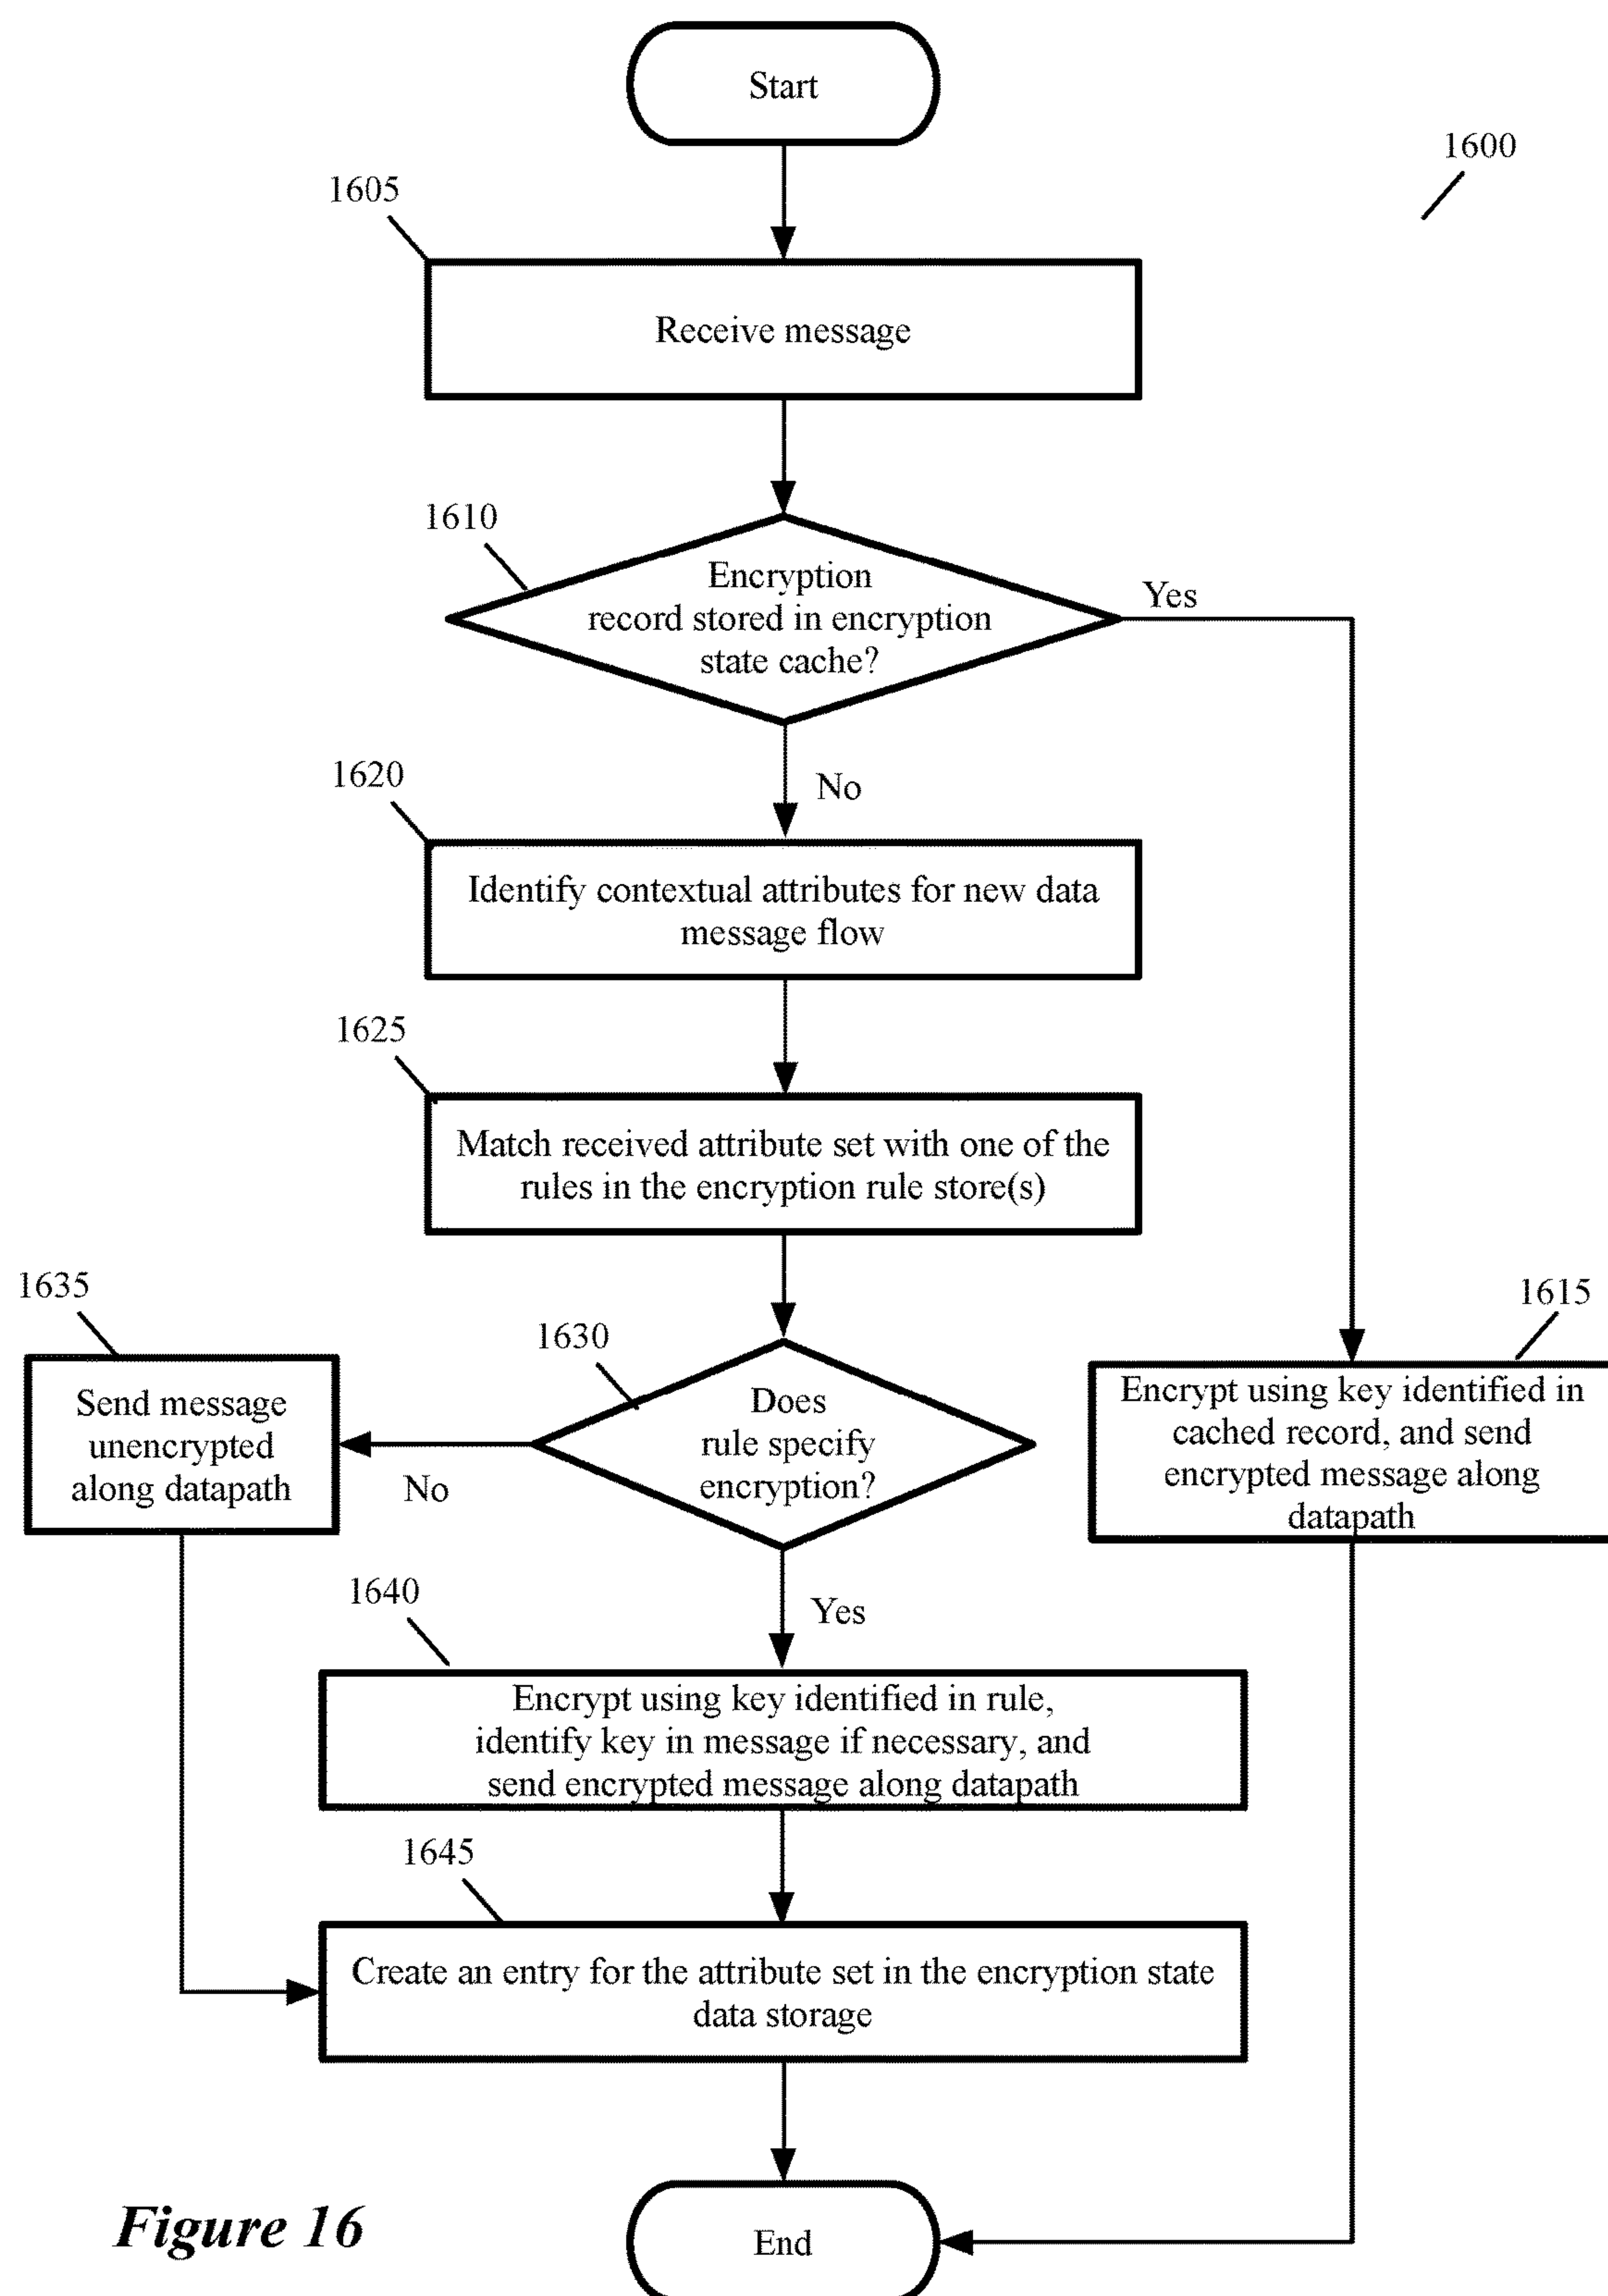 Start
1600
1605
Receive message
1610
Encryption
record stored in encryption
state cache?
Yes
No
1620
Identify contextual attributes for new data
message flow
1625
Match received attribute set with one of the
rules in the encryption rule store(s)
1635
Send message
unencrypted
along datapath
1630
Does
rule specify
encryption?
No
1615
Encrypt using key identified in
cached record, and send
encrypted message along
datapath
Yes
1640
Encrypt using key identified in rule,
identify key in message if necessary, and
send encrypted message along datapath
1645
Create an entry for the attribute set in the encryption state
data storage
Figure 16
End